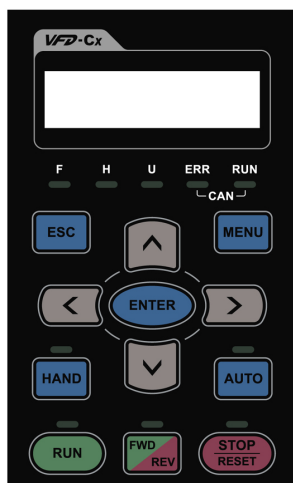 VFD-Cx
F H U ERR RUN
CAN
ESC
MENU
ENTER
HAND
AUTO
RUN
FWD
REV
STOP
RESET